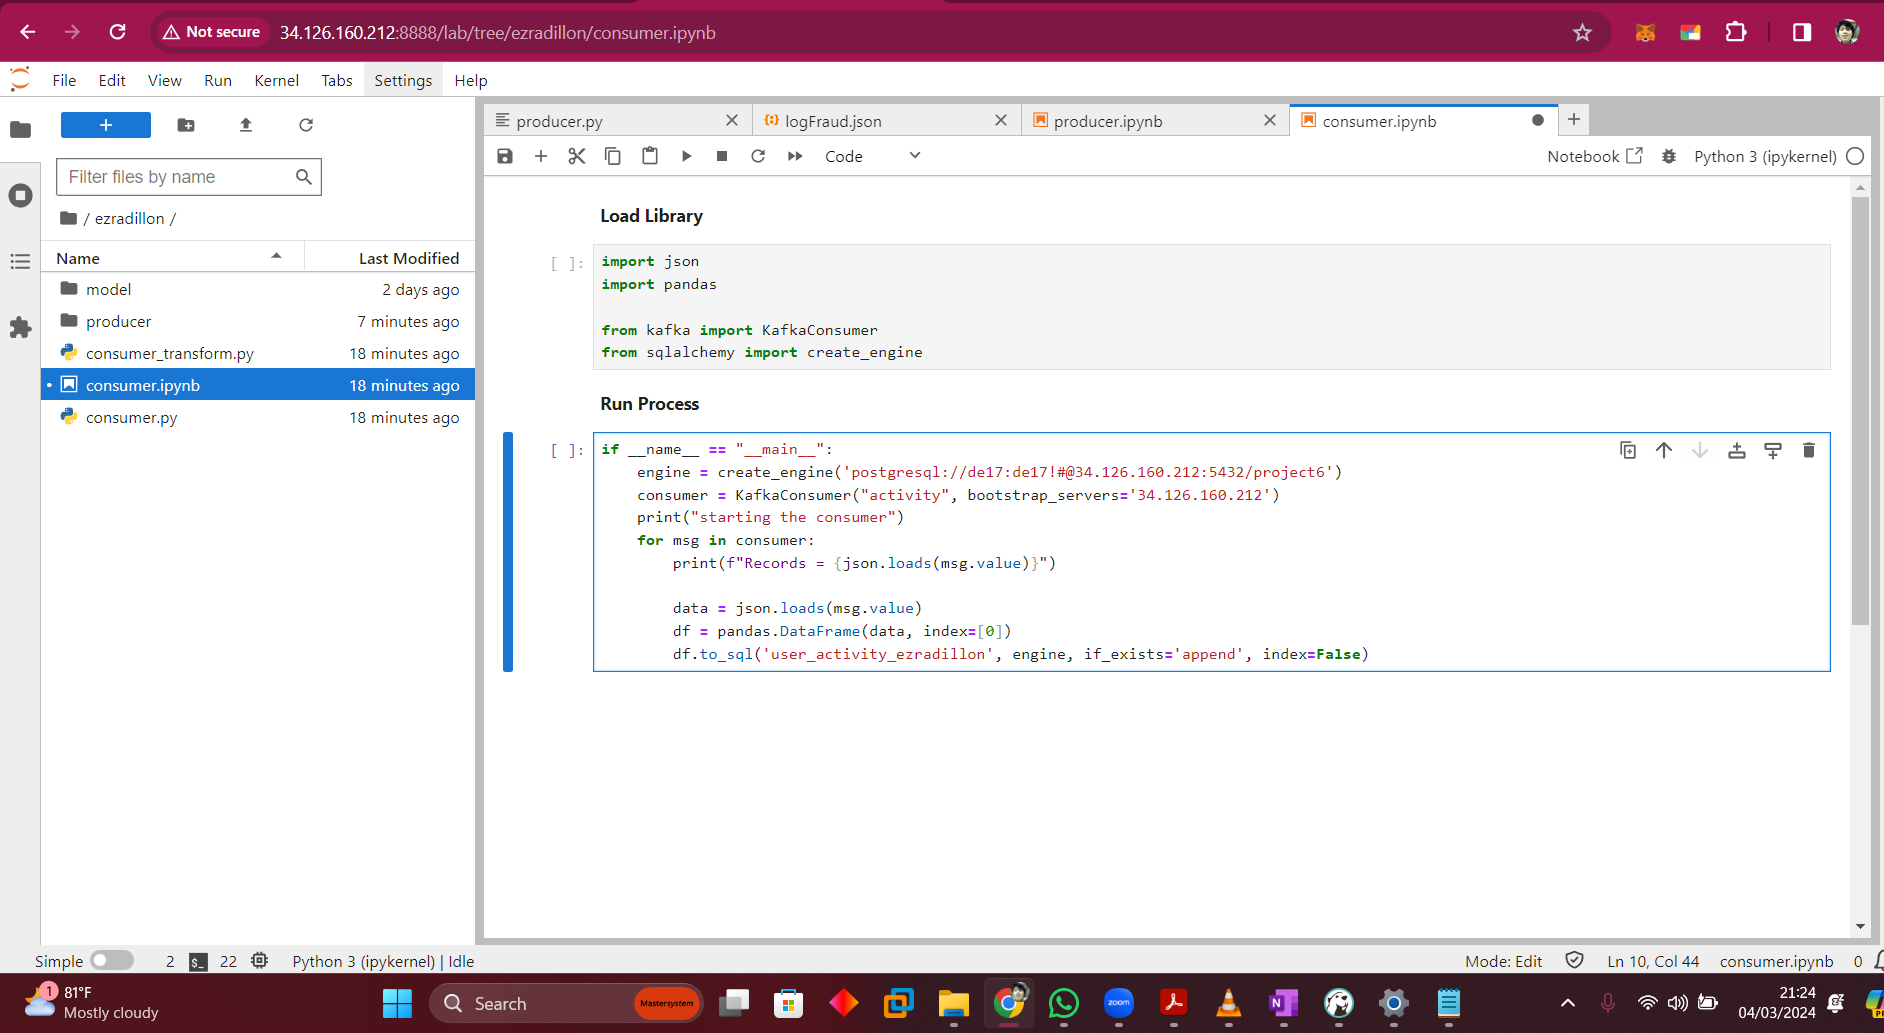 Not secure
34.126.160.212:8888/lab/tree/ezradillon/consumer.ipynb
File Edit View Run Kernel Tabs Settings Help
+
Filter files by name
/ ezradillon /
Name Last Modified
model 2 days ago
producer 7 minutes ago
consumer_transform.py 18 minutes ago
consumer.ipynb 18 minutes ago
consumer.py 18 minutes ago
producer.py
logFraud.json
producer.ipynb
consumer.ipynb
Code
Notebook
Python 3 (ipykernel)
Load Library
[ ]:
import json
import pandas
from kafka import KafkaConsumer
from sqlalchemy import create_engine
Run Process
[ ]:
if __name__ == "__main__":
engine = create_engine('postgresql://de17:de17!#@34.126.160.212:5432/project6')
consumer = KafkaConsumer("activity", bootstrap_servers='34.126.160.212')
print("starting the consumer")
for msg in consumer:
print(f"Records = {json.loads(msg.value)}")
data = json.loads(msg.value)
df = pandas.DataFrame(data, index=[0])
df.to_sql('user_activity_ezradillon', engine, if_exists='append', index=False)
Simple 2 $_ 22 Python 3 (ipykernel) | Idle
Mode: Edit Ln 10, Col 44 consumer.ipynb 0
1
81°F
Mostly cloudy
Search
Mastersystem
zoom
N
21:24
04/03/2024